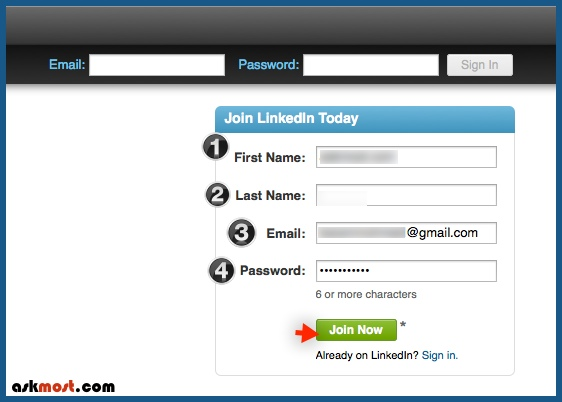 Email: Password: Sign In
Join LinkedIn Today
1 First Name:
2 Last Name:
3 Email: @gmail.com
4 Password: •••••••••••
6 or more characters
Join Now *
Already on LinkedIn? Sign in.
askmost.com